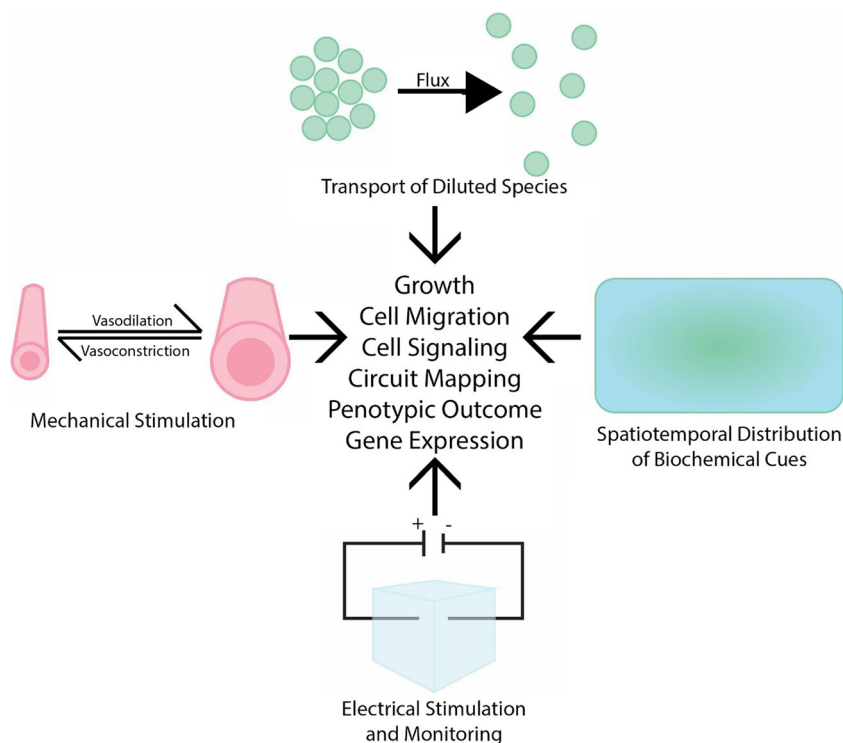 Flux
Transport of Diluted Species
Vasodilation
Vasoconstriction
Mechanical Stimulation
Growth
Cell Migration
Cell Signaling
Circuit Mapping
Penotypic Outcome
Gene Expression
Spatiotemporal Distribution
of Biochemical Cues
+ -
Electrical Stimulation
and Monitoring